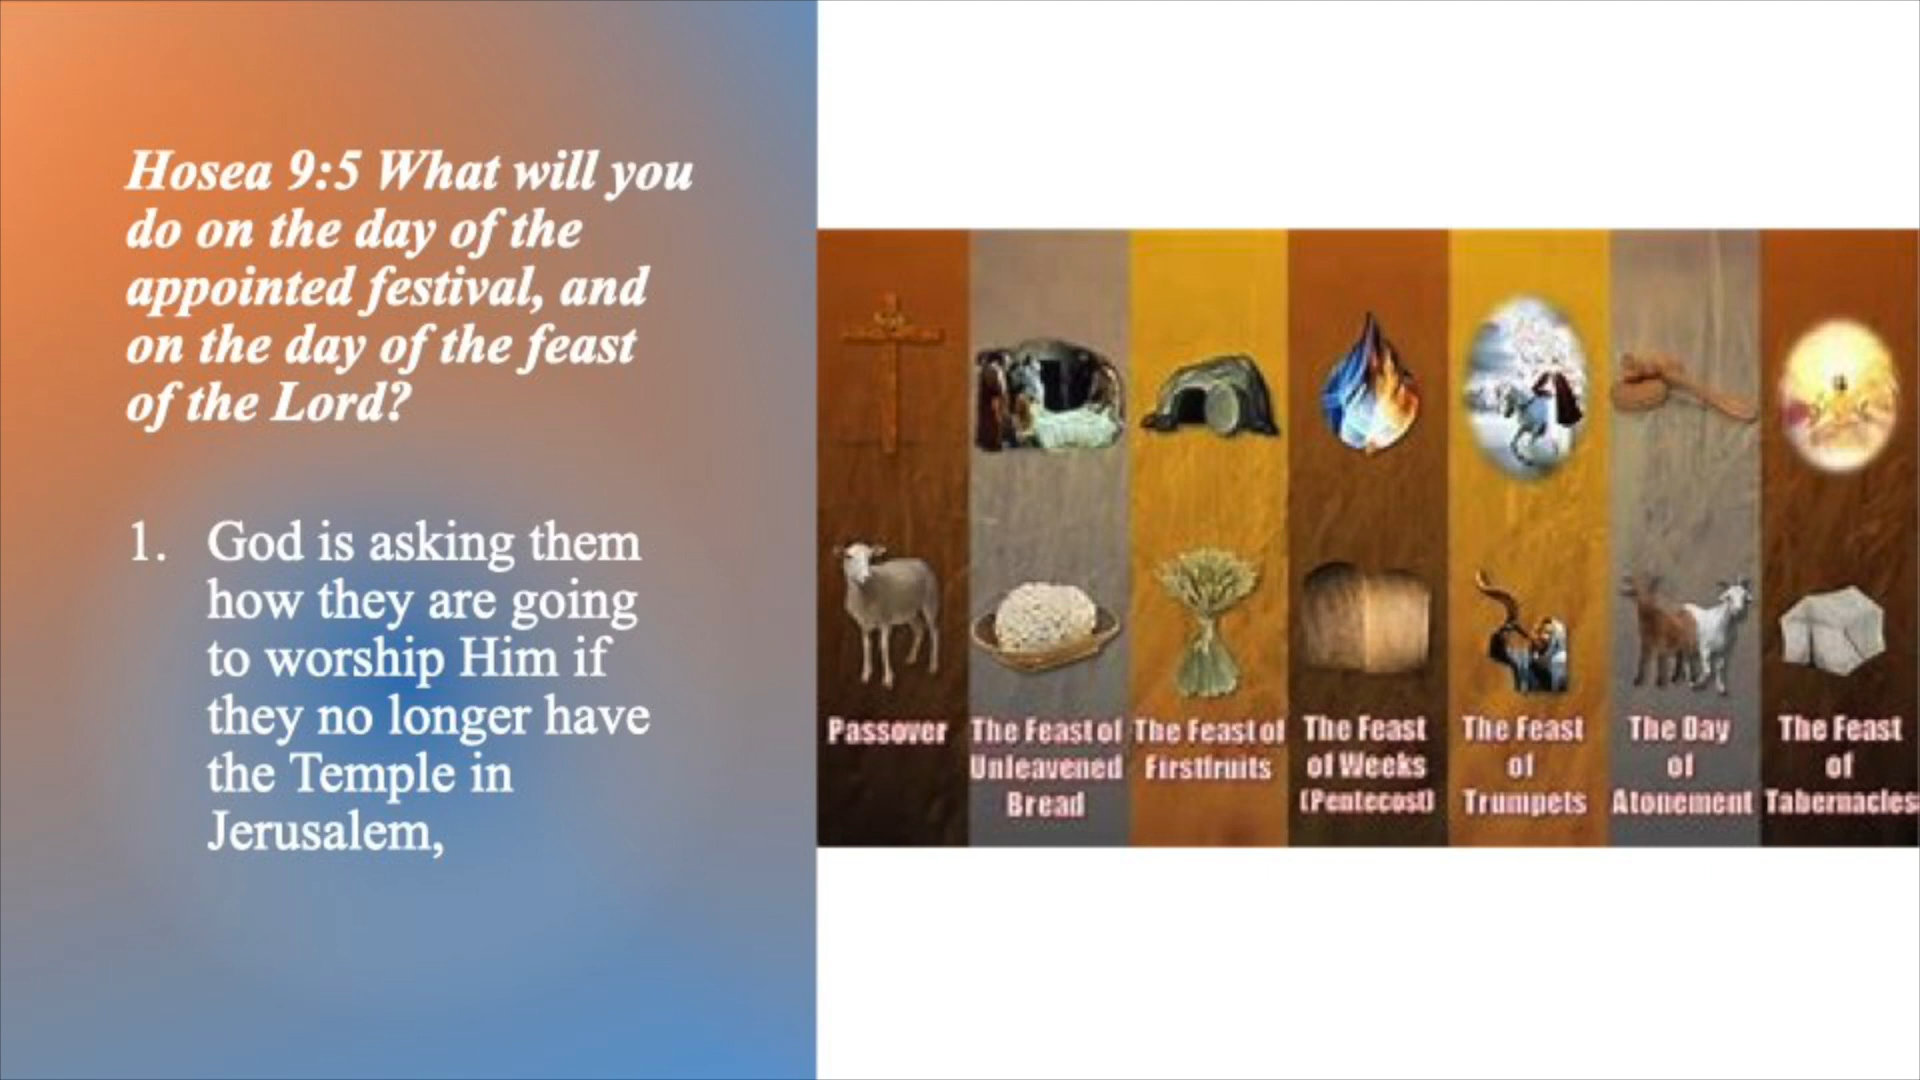 Hosea 9:5 What will you
do on the day of the
appointed festival, and
on the day of the feast
of the Lord?
1. God is asking them
how they are going
to worship Him if
they no longer have
the Temple in
Jerusalem,
Passover
The Feast of
Unleavened
Bread
The Feast of
Firstfruits
The Feast
of Weeks
(Pentecost)
The Feast
of
Trumpets
The Day
of
Atonement
The Feast
of
Tabernacles